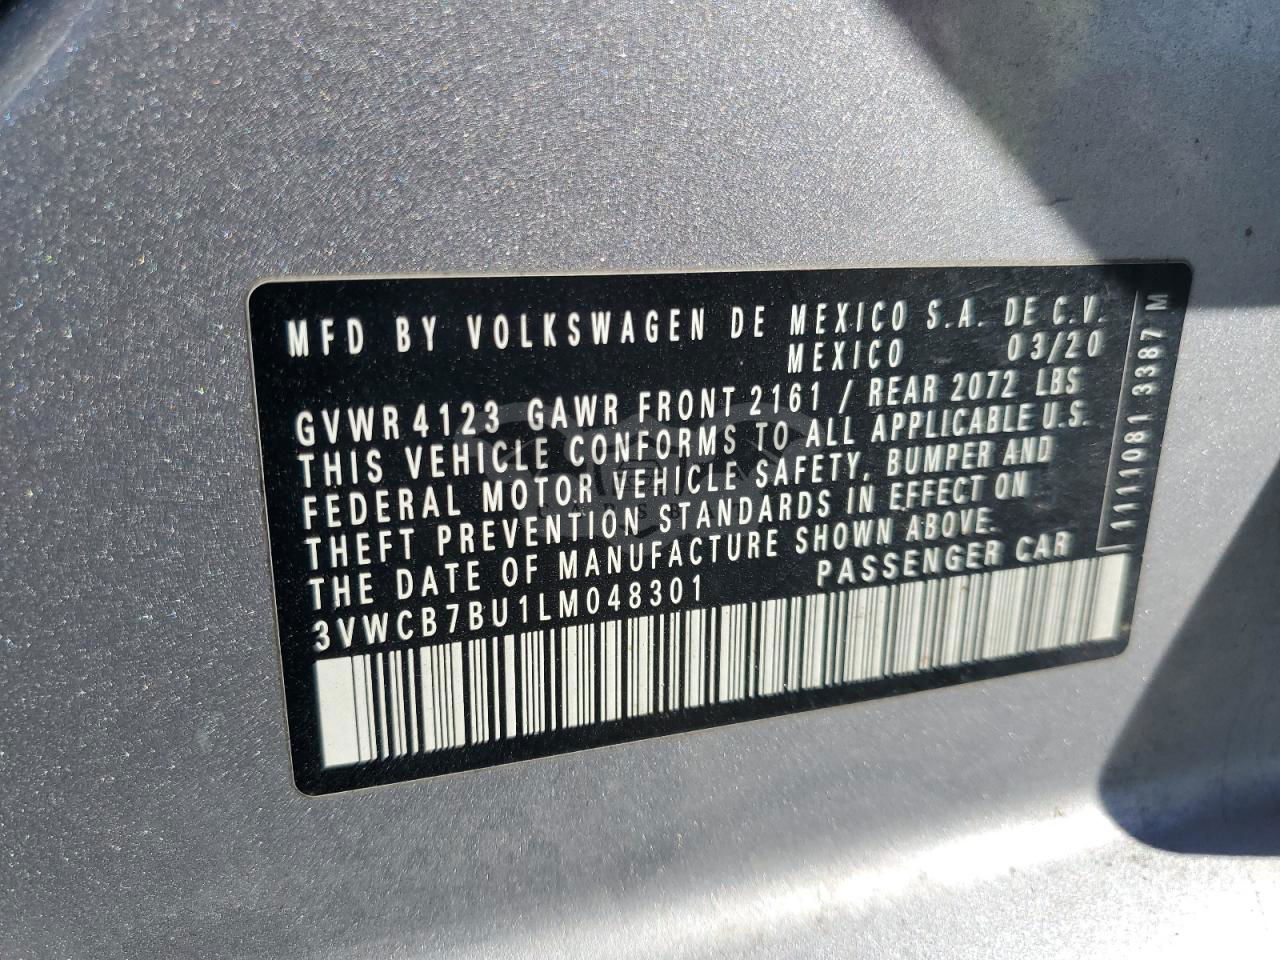 MFD BY VOLKSWAGEN DE MEXICO S.A. DE C.V.
MEXICO 03/20
GVWR 4123 GAWR FRONT 2161 / REAR 2072 LBS
THIS VEHICLE CONFORMS TO ALL APPLICABLE U.S.
FEDERAL MOTOR VEHICLE SAFETY, BUMPER AND
THEFT PREVENTION STANDARDS IN EFFECT ON
THE DATE OF MANUFACTURE SHOWN ABOVE.
3VWCB7BU1LM048301 PASSENGER CAR
1111081 3387 M